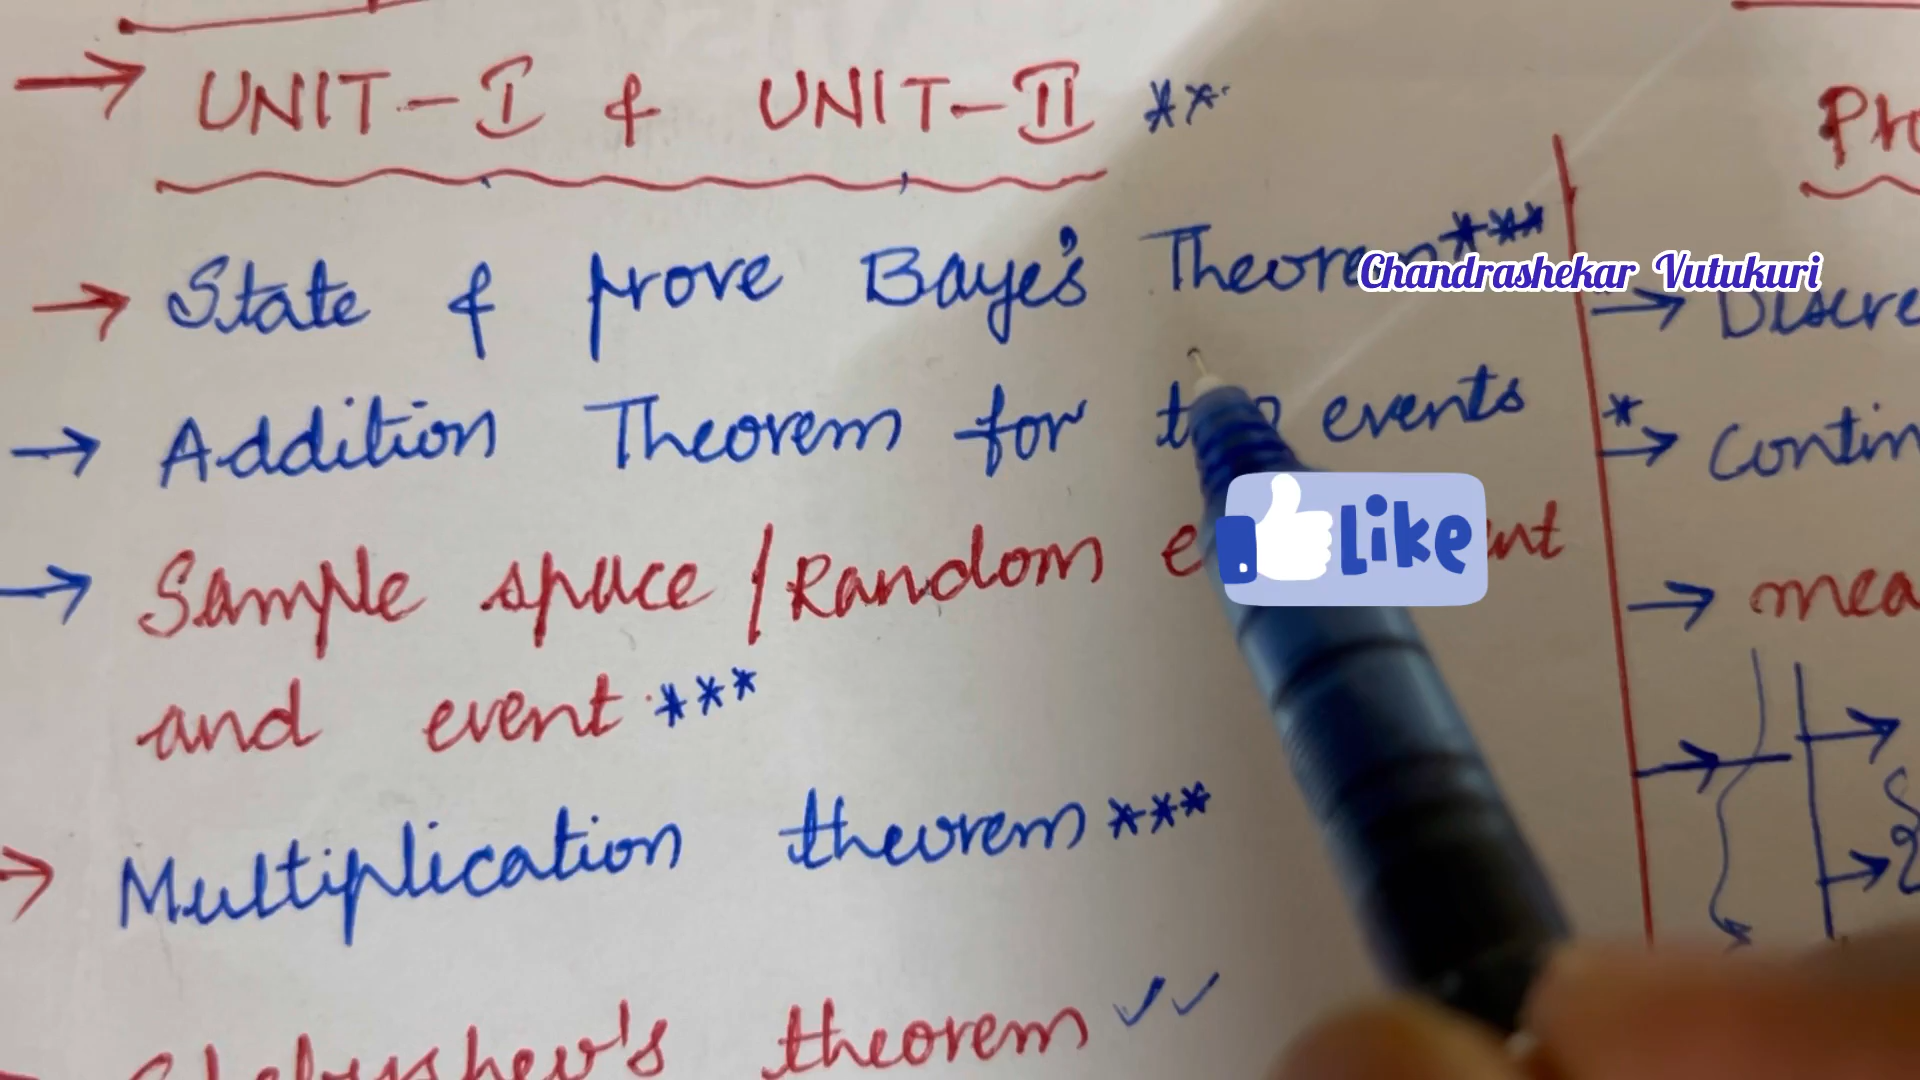 → UNIT-I & UNIT-II **
→ State & prove Baye's Theorem***
→ Addition Theorem for two events
→ Sample space / Random
and event ***
→ Multiplication theorem ***
theorem ✓✓
Chandrashekar Vutukuri
Like